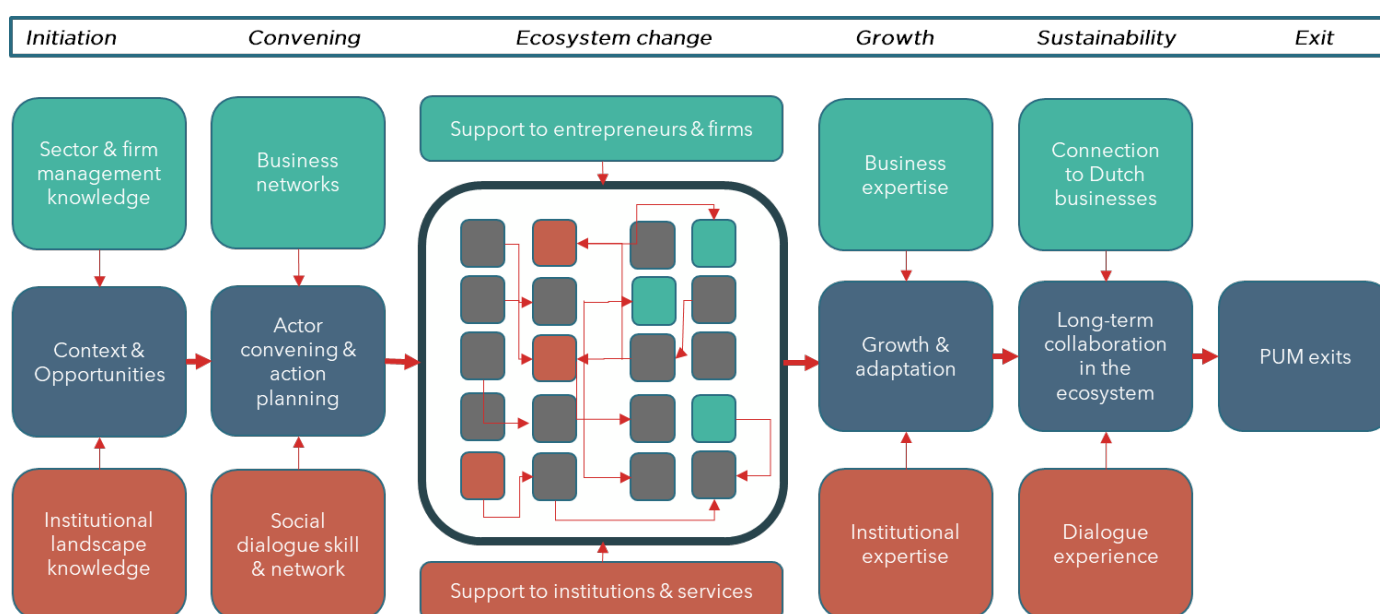 Initiation Convening Ecosystem change Growth Sustainability Exit
Sector & firm
management
knowledge
Business
networks
Support to entrepreneurs & firms
Business
expertise
Connection
to Dutch
businesses
Context &
Opportunities
Actor
convening &
action
planning
Growth &
adaptation
Long-term
collaboration
in the
ecosystem
PUM exits
Institutional
landscape
knowledge
Social
dialogue skill
& network
Support to institutions & services
Institutional
expertise
Dialogue
experience